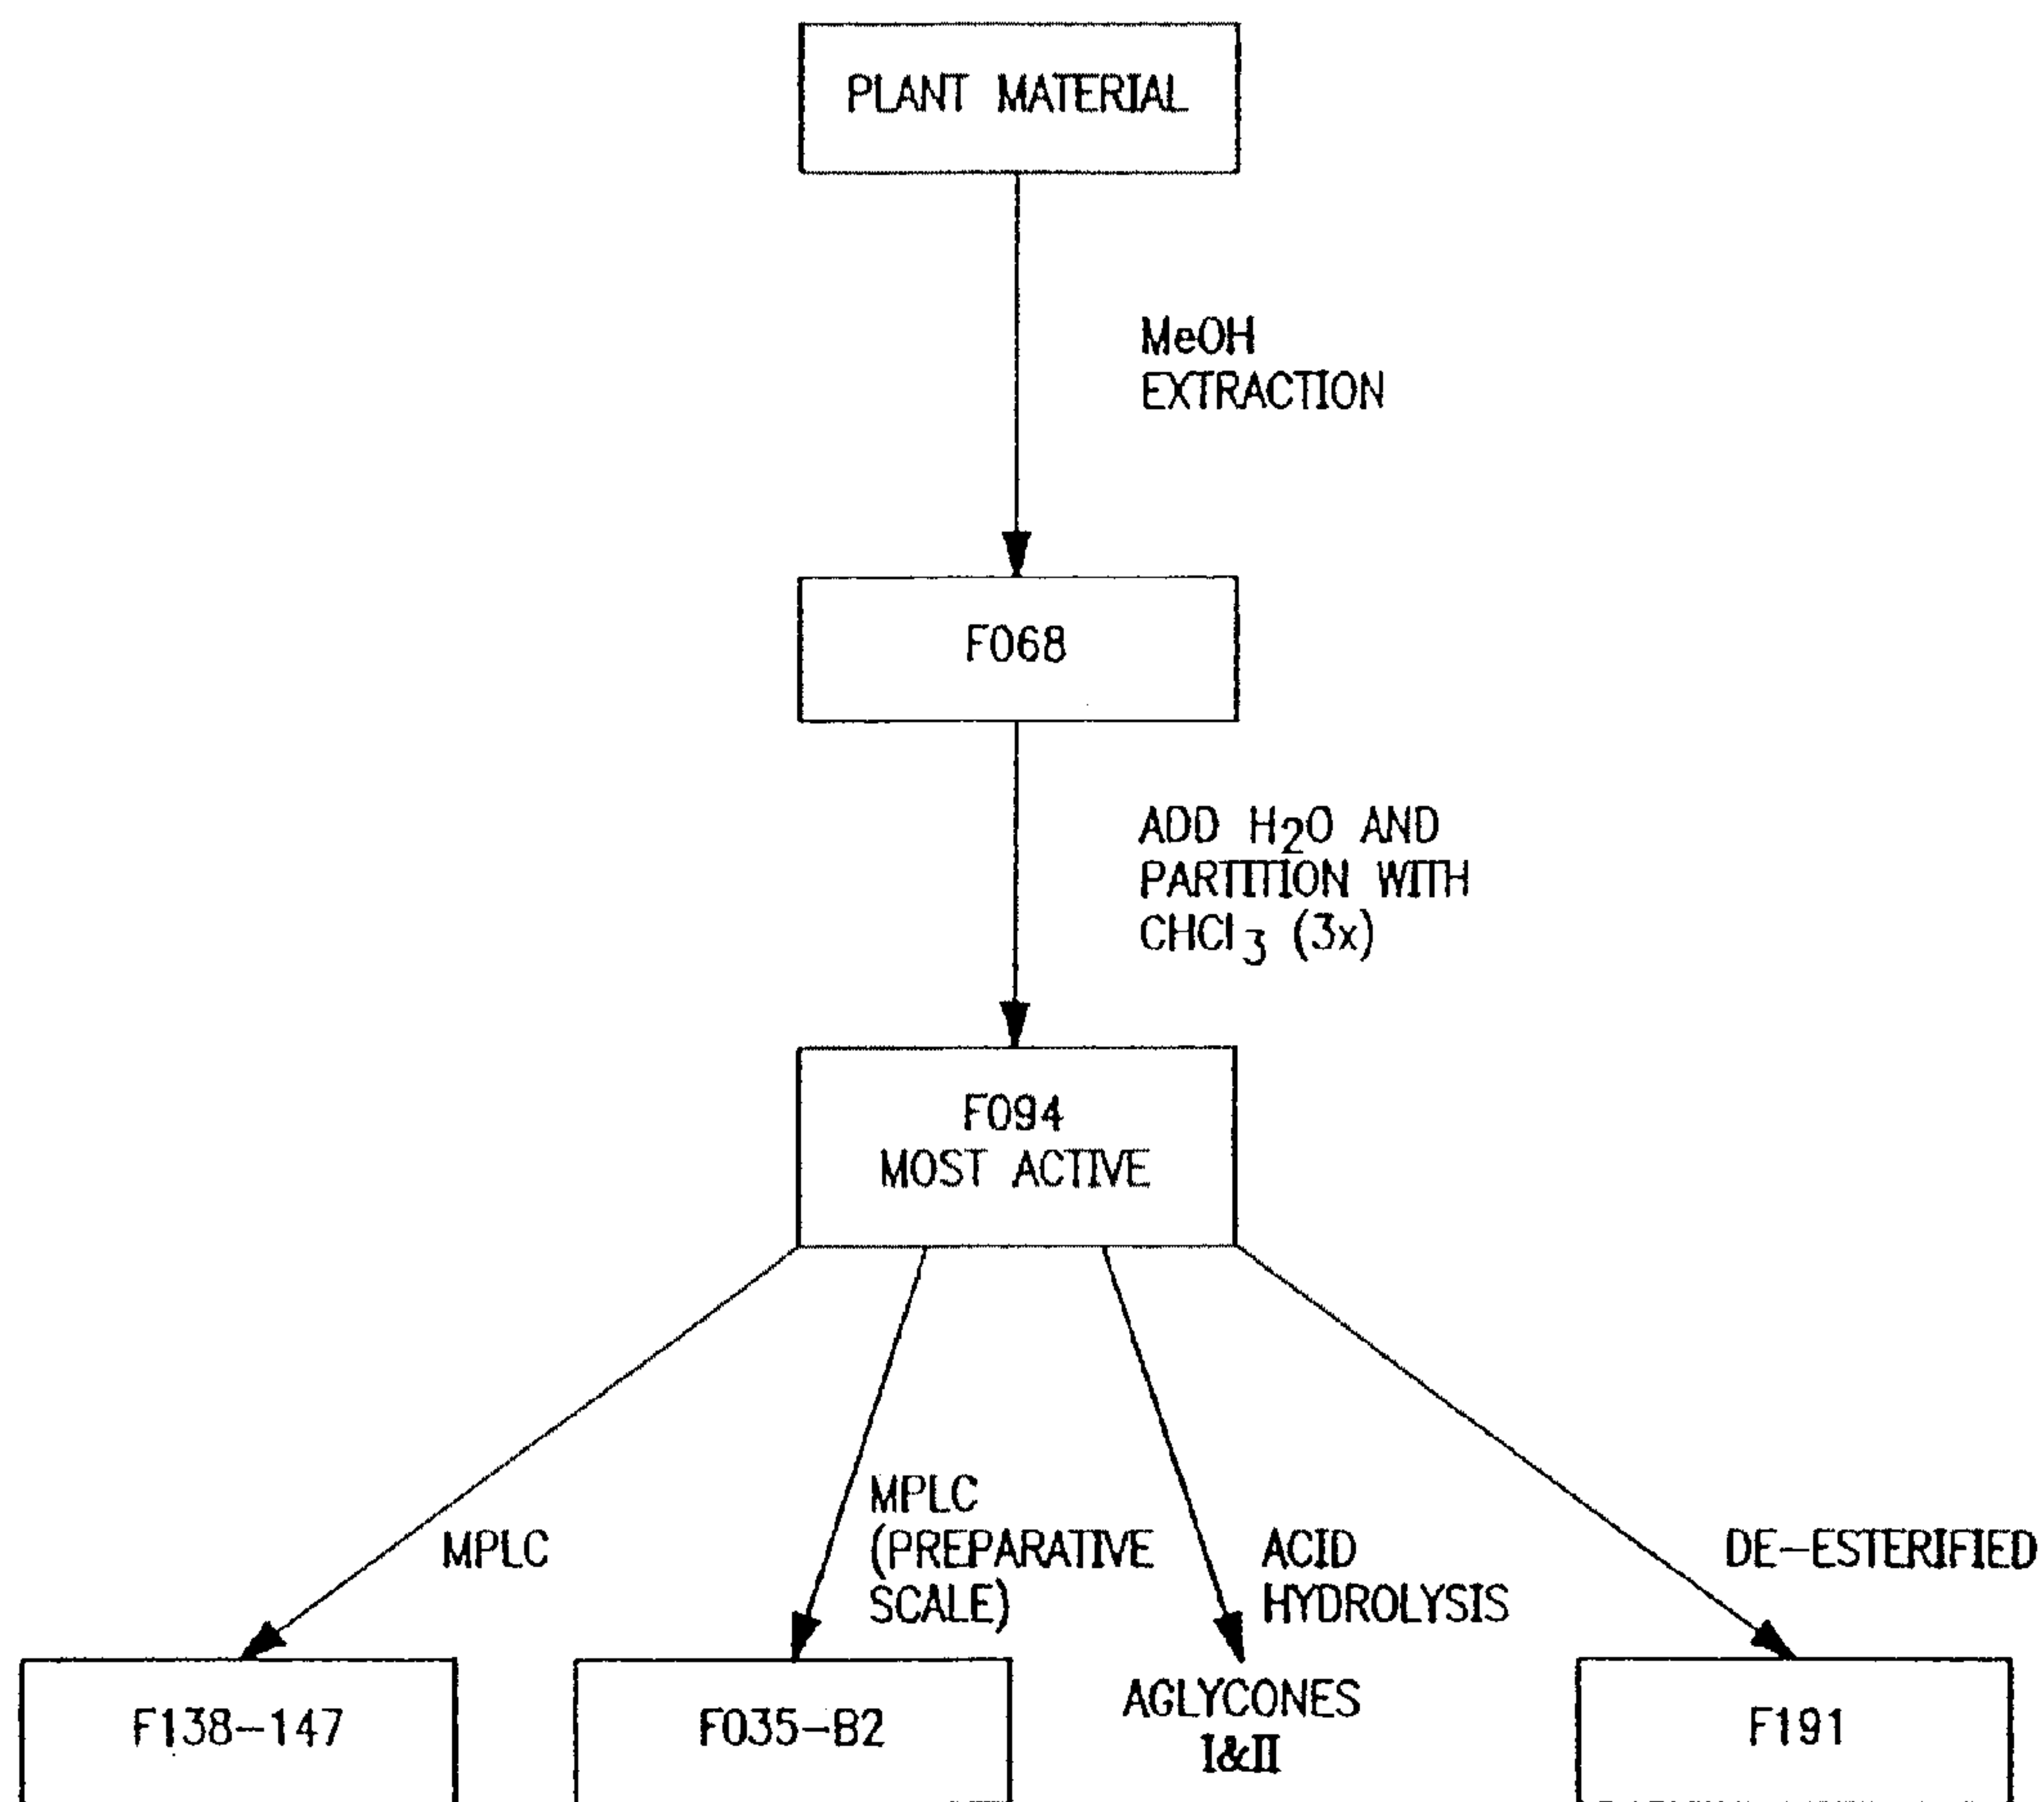 PLANT MATERIAL
MeOH
EXTRACTION
F068
ADD H2O AND
PARTITION WITH
CHCl3 (3x)
F094
MOST ACTIVE
MPLC
MPLC
(PREPARATIVE
SCALE)
ACID
HYDROLYSIS
DE-ESTERIFIED
F138-147
F035-B2
AGLYCONES
I&II
F191